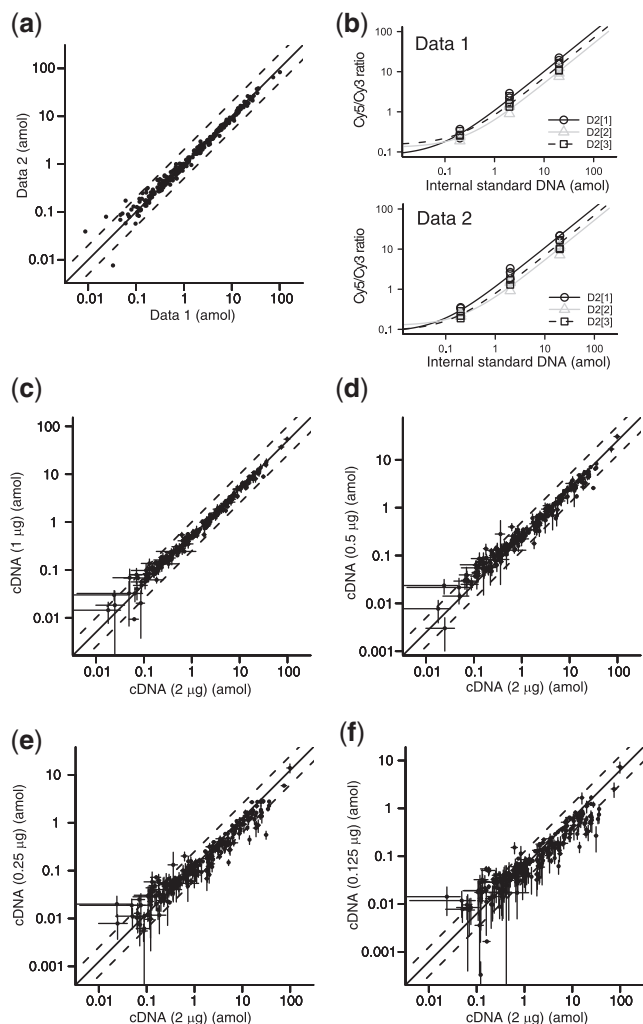 (a)
100
10
1
0.1
0.01
Data 2 (amol)
0.01 0.1 1 10 100
Data 1 (amol)
(b)
Data 1
100
10
1
0.1
Cy5/Cy3 ratio
D2[1]
D2[2]
D2[3]
0.1 1 10 100
Internal standard DNA (amol)
Data 2
100
10
1
0.1
Cy5/Cy3 ratio
D2[1]
D2[2]
D2[3]
0.1 1 10 100
Internal standard DNA (amol)
(c)
100
10
1
0.1
0.01
cDNA (1 μg) (amol)
0.01 0.1 1 10 100
cDNA (2 μg) (amol)
(d)
10
1
0.1
0.01
0.001
cDNA (0.5 μg) (amol)
0.01 0.1 1 10 100
cDNA (2 μg) (amol)
(e)
10
1
0.1
0.01
0.001
cDNA (0.25 μg) (amol)
0.01 0.1 1 10 100
cDNA (2 μg) (amol)
(f)
10
1
0.1
0.01
0.001
cDNA (0.125 μg) (amol)
0.01 0.1 1 10 100
cDNA (2 μg) (amol)